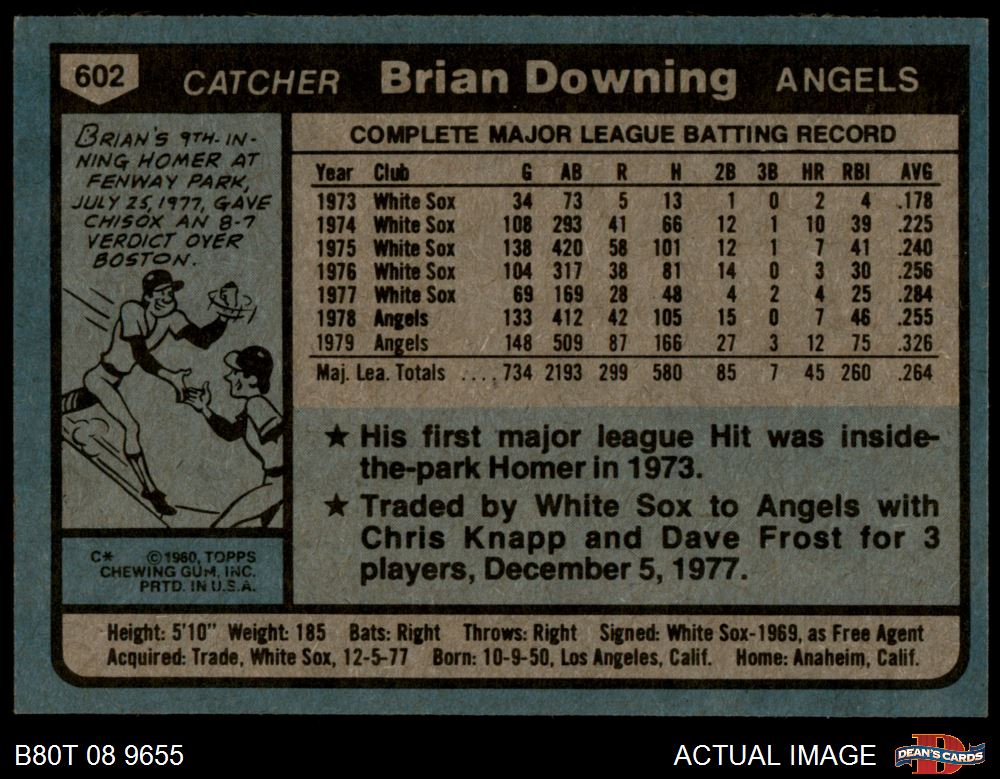 602 CATCHER Brian Downing ANGELS
BRIAN'S 9TH-IN-
NING HOMER AT
FENWAY PARK,
JULY 25, 1977, GAVE
CHISOX AN 8-7
VERDICT OVER
BOSTON.
COMPLETE MAJOR LEAGUE BATTING RECORD
Year Club G AB R H 2B 3B HR RBI AVG
1973 White Sox 34 73 5 13 1 0 2 4 .178
1974 White Sox 108 293 41 66 12 1 10 39 .225
1975 White Sox 138 420 58 101 12 1 7 41 .240
1976 White Sox 104 317 38 81 14 0 3 30 .256
1977 White Sox 69 169 28 48 4 2 4 25 .284
1978 Angels 133 412 42 105 15 0 7 46 .255
1979 Angels 148 509 87 166 27 3 12 75 .326
Maj. Lea. Totals .... 734 2193 299 580 85 7 45 260 .264
★ His first major league Hit was inside-
the-park Homer in 1973.
★ Traded by White Sox to Angels with
Chris Knapp and Dave Frost for 3
players, December 5, 1977.
C* © 1980, TOPPS
CHEWING GUM, INC.
PRTD. IN U.S.A.
Height: 5'10" Weight: 185 Bats: Right Throws: Right Signed: White Sox-1969, as Free Agent
Acquired: Trade, White Sox, 12-5-77 Born: 10-9-50, Los Angeles, Calif. Home: Anaheim, Calif.
B80T 08 9655 ACTUAL IMAGE D DEAN'S CARDS